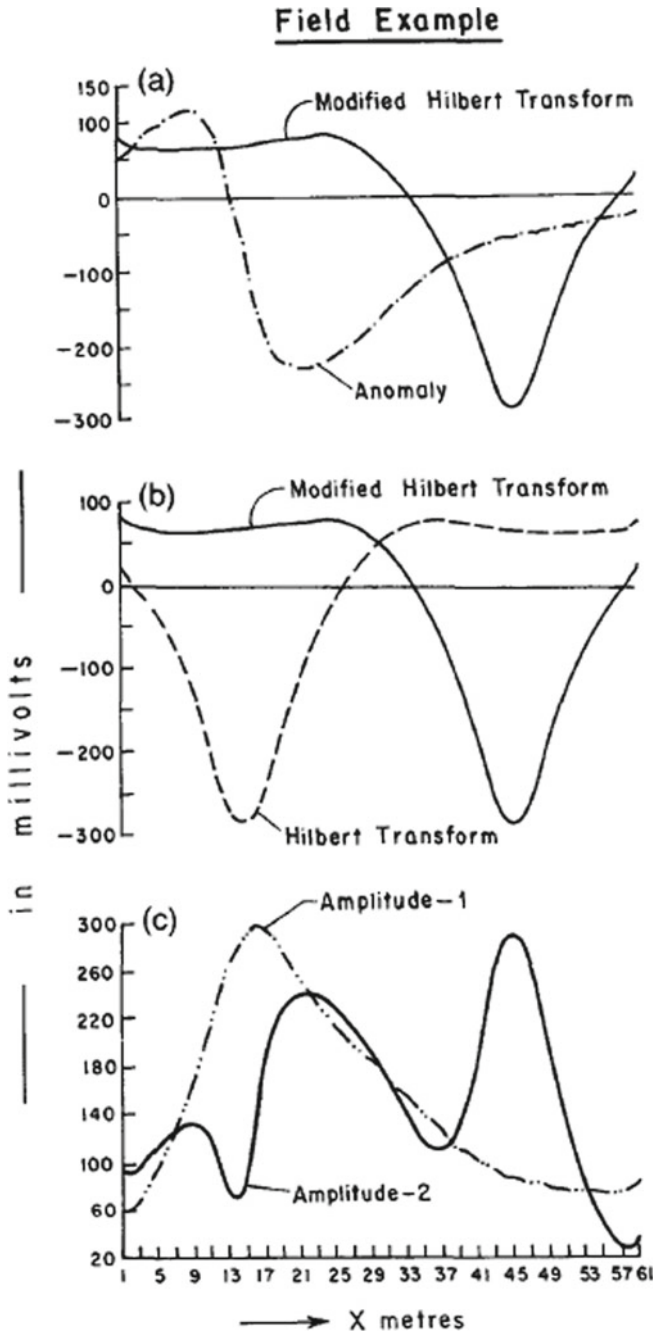 Field Example
(a)
150
100
0
-100
-200
-300
Modified Hilbert Transform
Anomaly
(b)
100
0
-100
-200
-300
Modified Hilbert Transform
Hilbert Transform
in millivolts
(c)
300
260
220
180
140
100
60
20
Amplitude-1
Amplitude-2
1 5 9 13 17 21 25 29 33 37 41 45 49 53 57 61
X metres